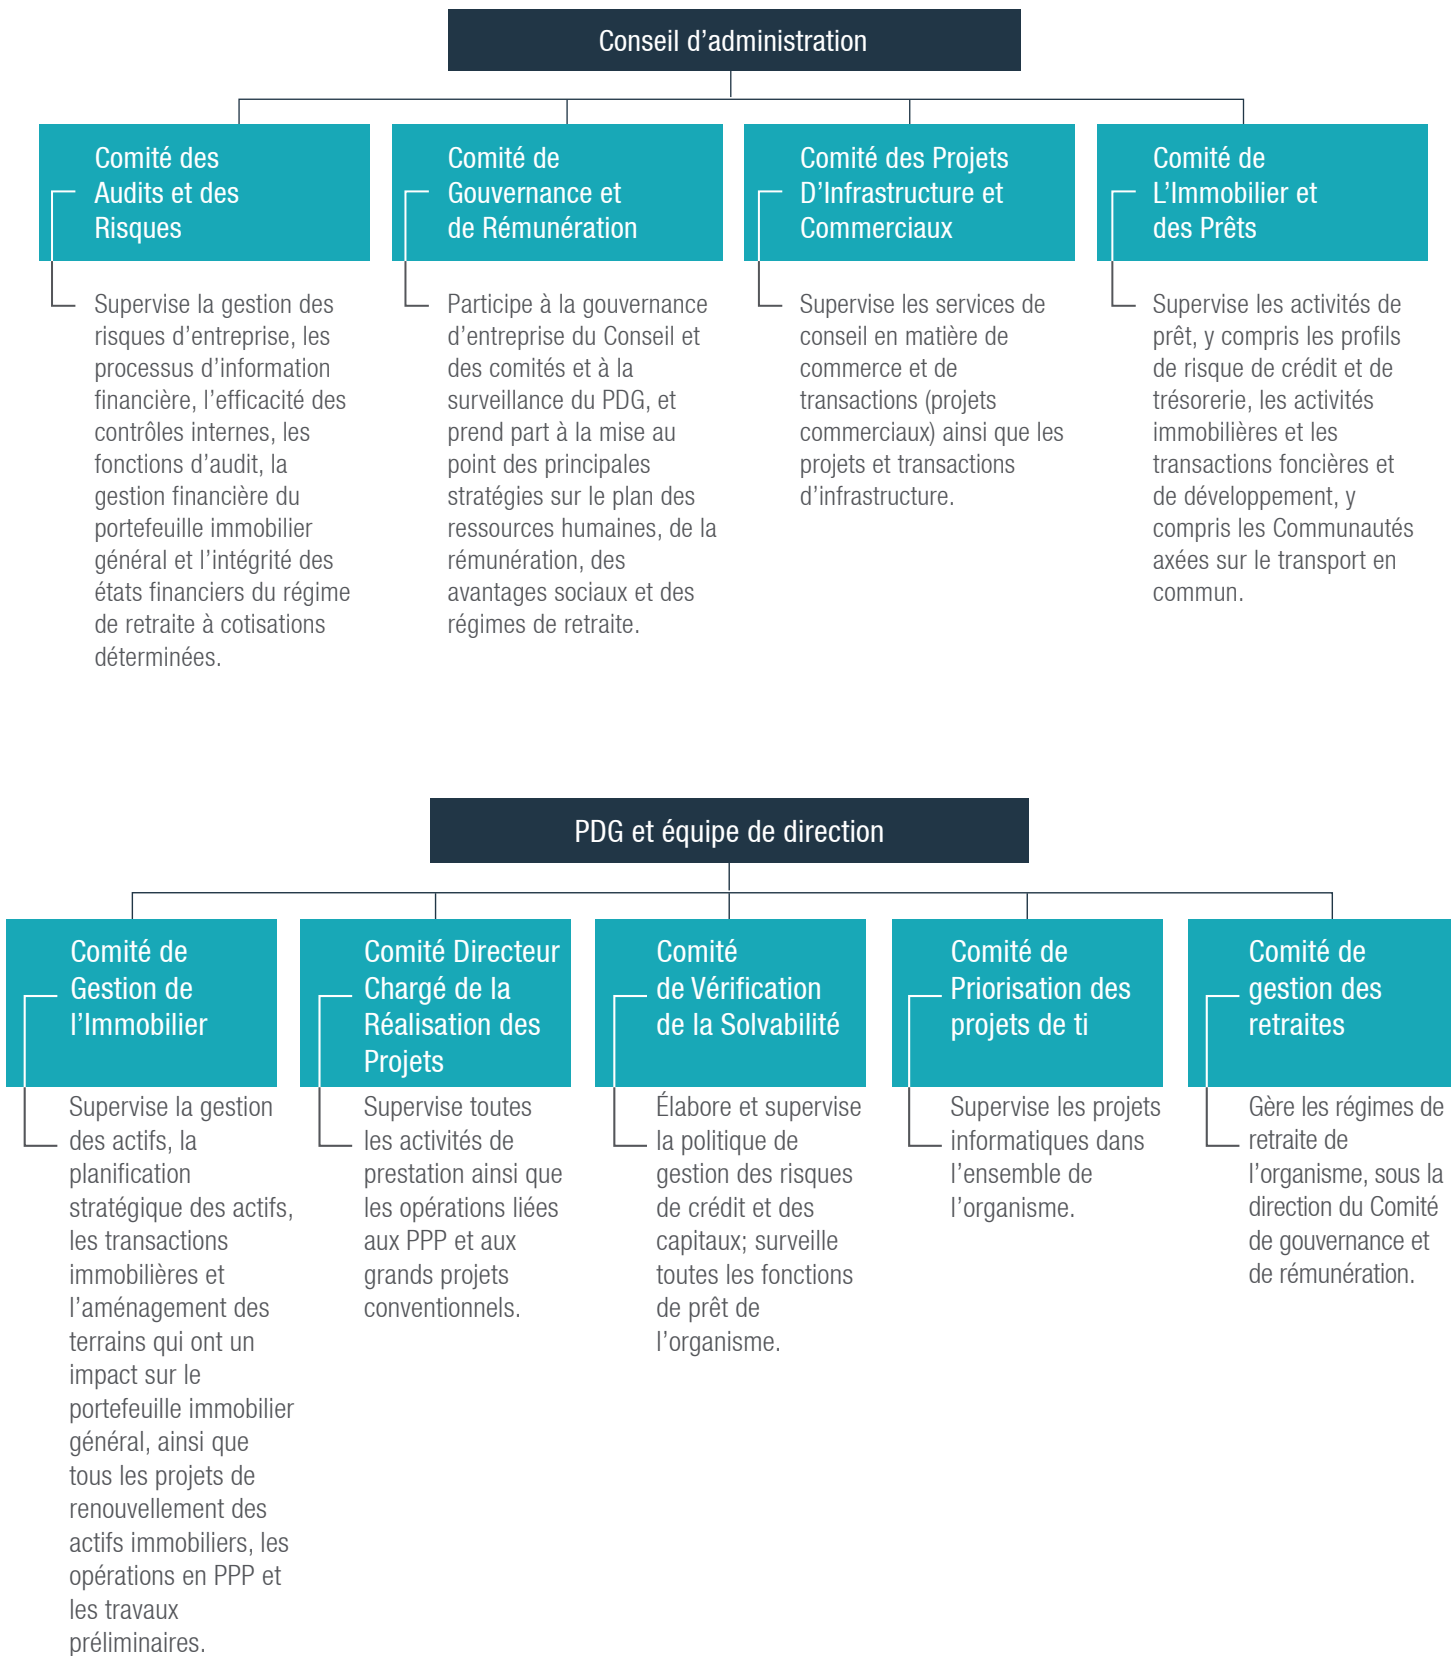 Conseil d’administration
Comité des
Audits et des
Risques
Supervise la gestion des
risques d’entreprise, les
processus d’information
financière, l’efficacité des
contrôles internes, les
fonctions d’audit, la
gestion financière du
portefeuille immobilier
général et l’intégrité des
états financiers du régime
de retraite à cotisations
déterminées.
Comité de
Gouvernance et
de Rémunération
Participe à la gouvernance
d’entreprise du Conseil et
des comités et à la
surveillance du PDG, et
prend part à la mise au
point des principales
stratégies sur le plan des
ressources humaines, de la
rémunération, des
avantages sociaux et des
régimes de retraite.
Comité des Projets
D’Infrastructure et
Commerciaux
Supervise les services de
conseil en matière de
commerce et de
transactions (projets
commerciaux) ainsi que les
projets et transactions
d’infrastructure.
Comité de
L’Immobilier et
des Prêts
Supervise les activités de
prêt, y compris les profils
de risque de crédit et de
trésorerie, les activités
immobilières et les
transactions foncières et
de développement, y
compris les Communautés
axées sur le transport en
commun.
PDG et équipe de direction
Comité de
Gestion de
l’Immobilier
Supervise la gestion
des actifs, la
planification
stratégique des actifs,
les transactions
immobilières et
l’aménagement des
terrains qui ont un
impact sur le
portefeuille immobilier
général, ainsi que
tous les projets de
renouvellement des
actifs immobiliers, les
opérations en PPP et
les travaux
préliminaires.
Comité Directeur
Chargé de la
Réalisation des
Projets
Supervise toutes
les activités de
prestation ainsi que
les opérations liées
aux PPP et aux
grands projets
conventionnels.
Comité
de Vérification
de la Solvabilité
Élabore et supervise
la politique de
gestion des risques
de crédit et des
capitaux; surveille
toutes les fonctions
de prêt de
l’organisme.
Comité de
Priorisation des
projets de ti
Supervise les projets
informatiques dans
l’ensemble de
l’organisme.
Comité de
gestion des
retraites
Gère les régimes de
retraite de
l’organisme, sous la
direction du Comité
de gouvernance et
de rémunération.